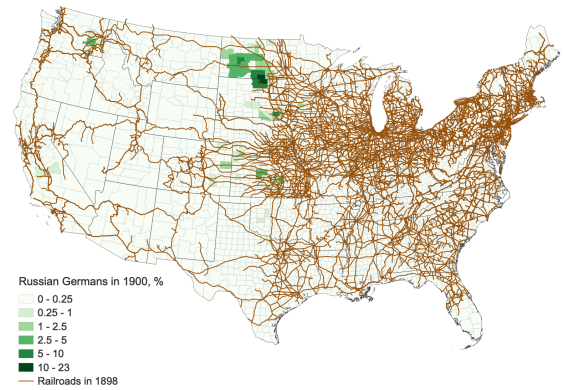 Russian Germans in 1900, %
0 - 0.25
0.25 - 1
1 - 2.5
2.5 - 5
5 - 10
10 - 23
Railroads in 1898